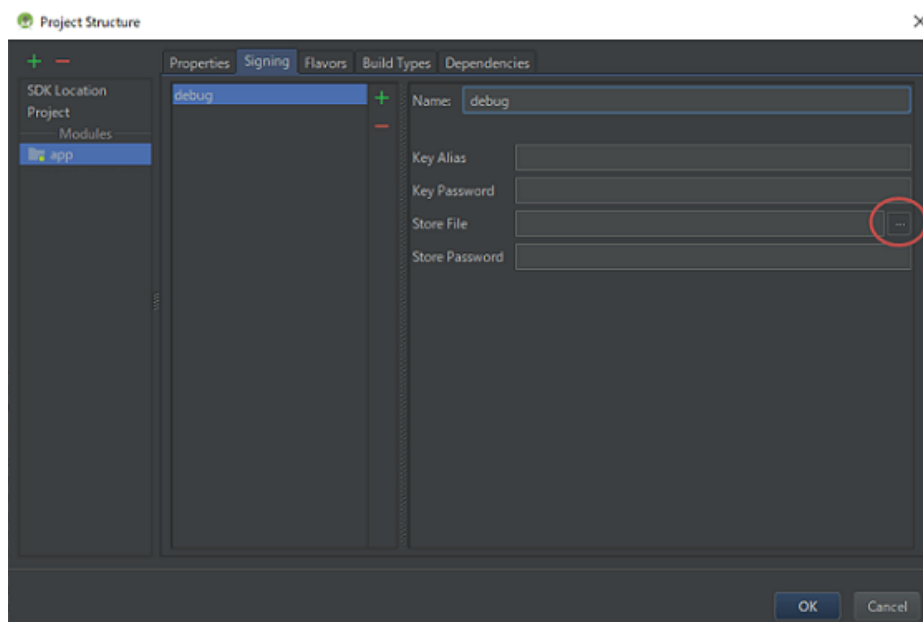 Project Structure
Properties Signing Flavors Build Types Dependencies
SDK Location
Project
Modules
app
debug
Name: debug
Key Alias
Key Password
Store File ...
Store Password
OK Cancel